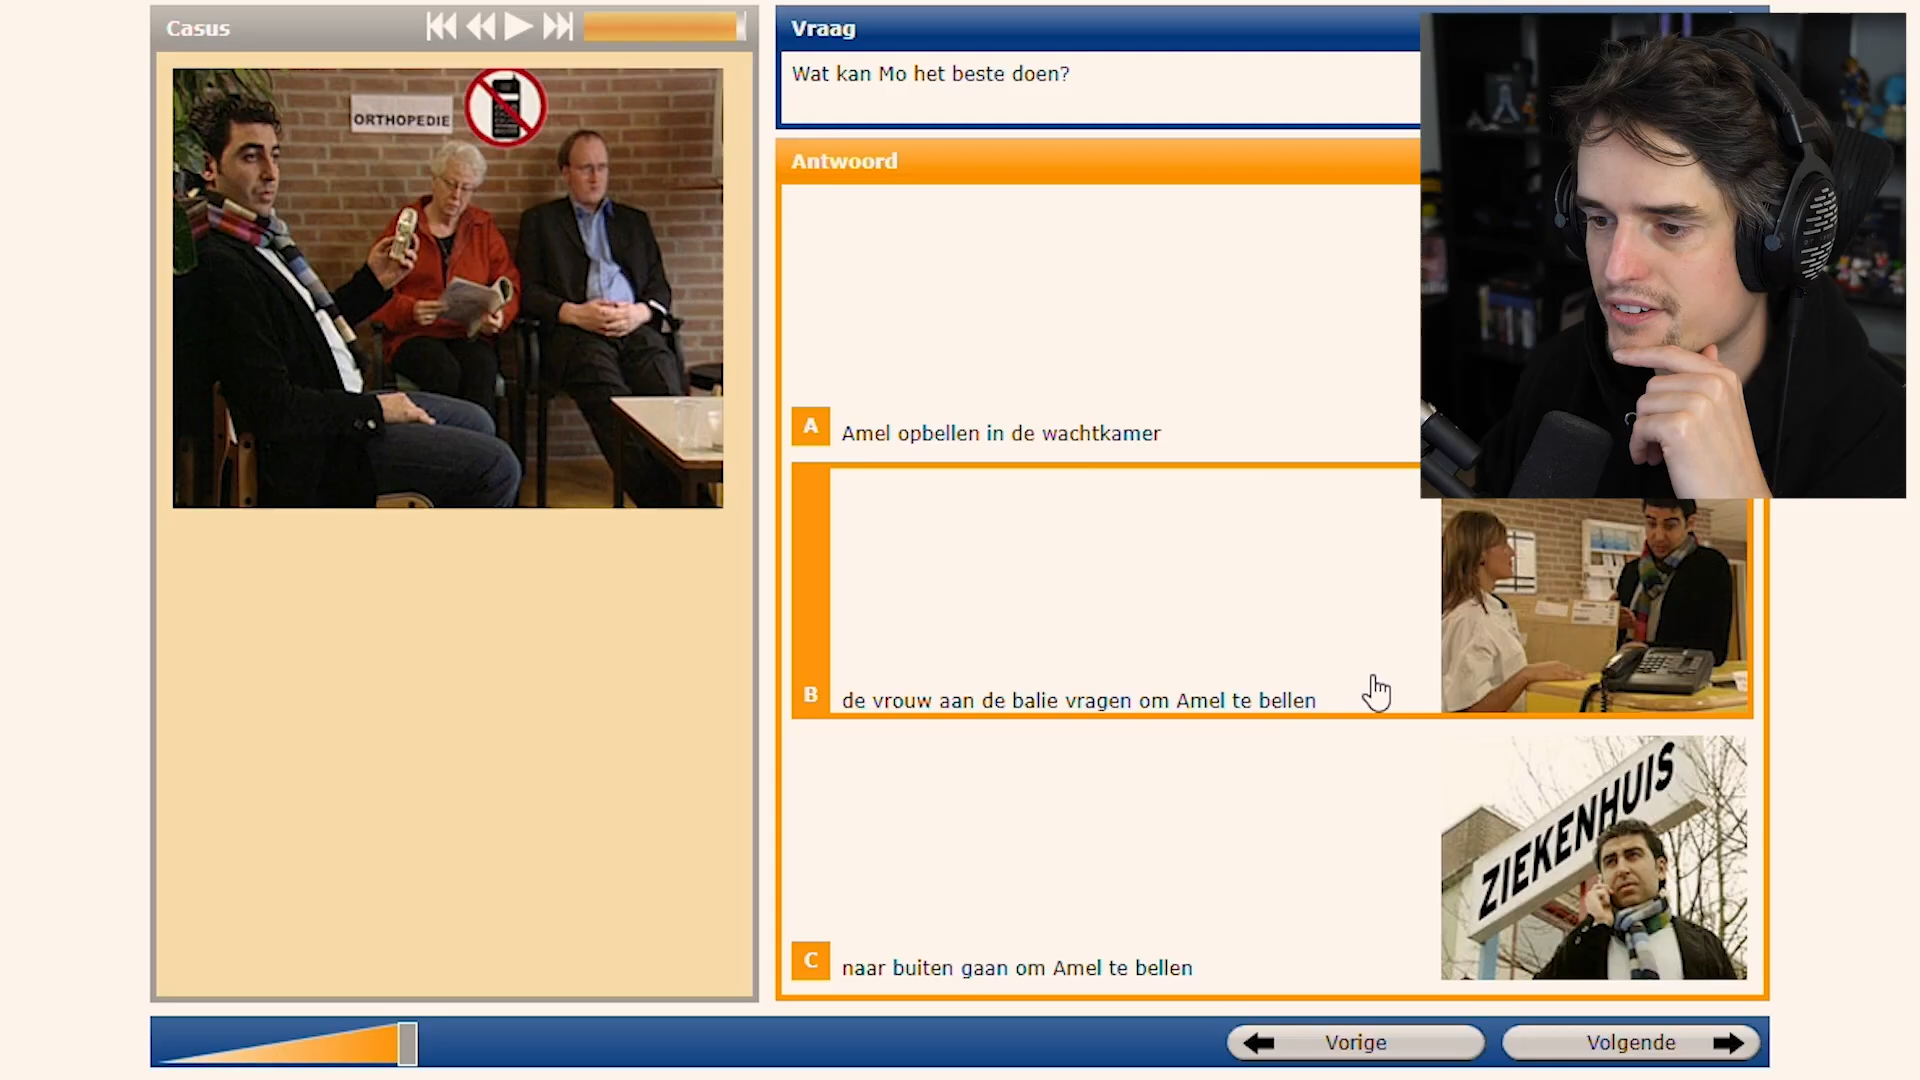 Casus
ORTHOPEDIE
Vraag
Wat kan Mo het beste doen?
Antwoord
A Amel opbellen in de wachtkamer
B de vrouw aan de balie vragen om Amel te bellen
C naar buiten gaan om Amel te bellen
ZIEKENHUIS
Vorige
Volgende